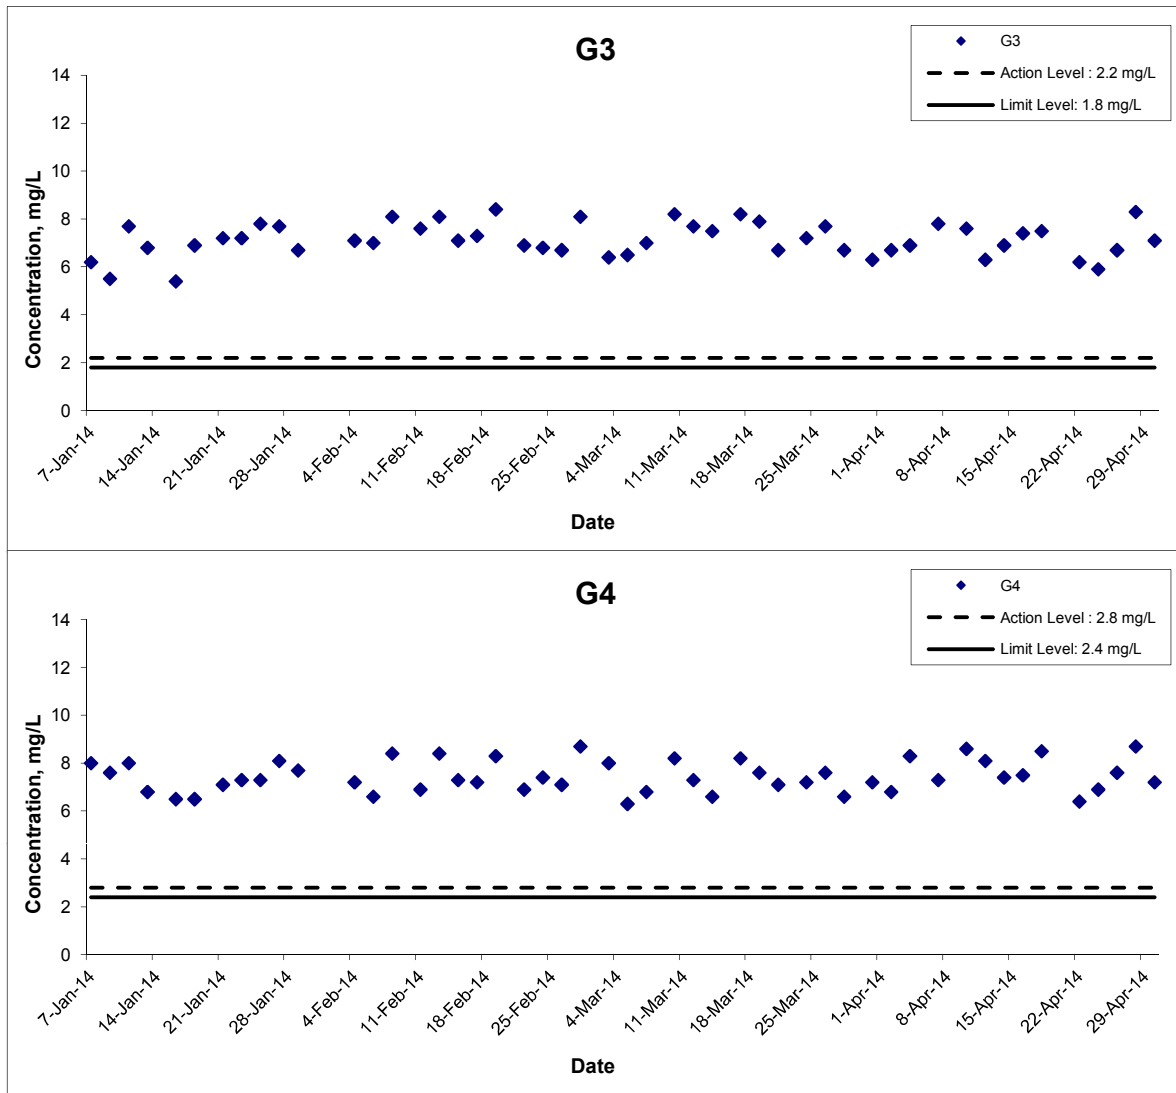 G3
G3
Action Level : 2.2 mg/L
Limit Level: 1.8 mg/L
Concentration, mg/L
14
12
10
8
6
4
2
0
7-Jan-14
14-Jan-14
21-Jan-14
28-Jan-14
4-Feb-14
11-Feb-14
18-Feb-14
25-Feb-14
4-Mar-14
11-Mar-14
18-Mar-14
25-Mar-14
1-Apr-14
8-Apr-14
15-Apr-14
22-Apr-14
29-Apr-14
Date
G4
G4
Action Level : 2.8 mg/L
Limit Level: 2.4 mg/L
Concentration, mg/L
14
12
10
8
6
4
2
0
7-Jan-14
14-Jan-14
21-Jan-14
28-Jan-14
4-Feb-14
11-Feb-14
18-Feb-14
25-Feb-14
4-Mar-14
11-Mar-14
18-Mar-14
25-Mar-14
1-Apr-14
8-Apr-14
15-Apr-14
22-Apr-14
29-Apr-14
Date